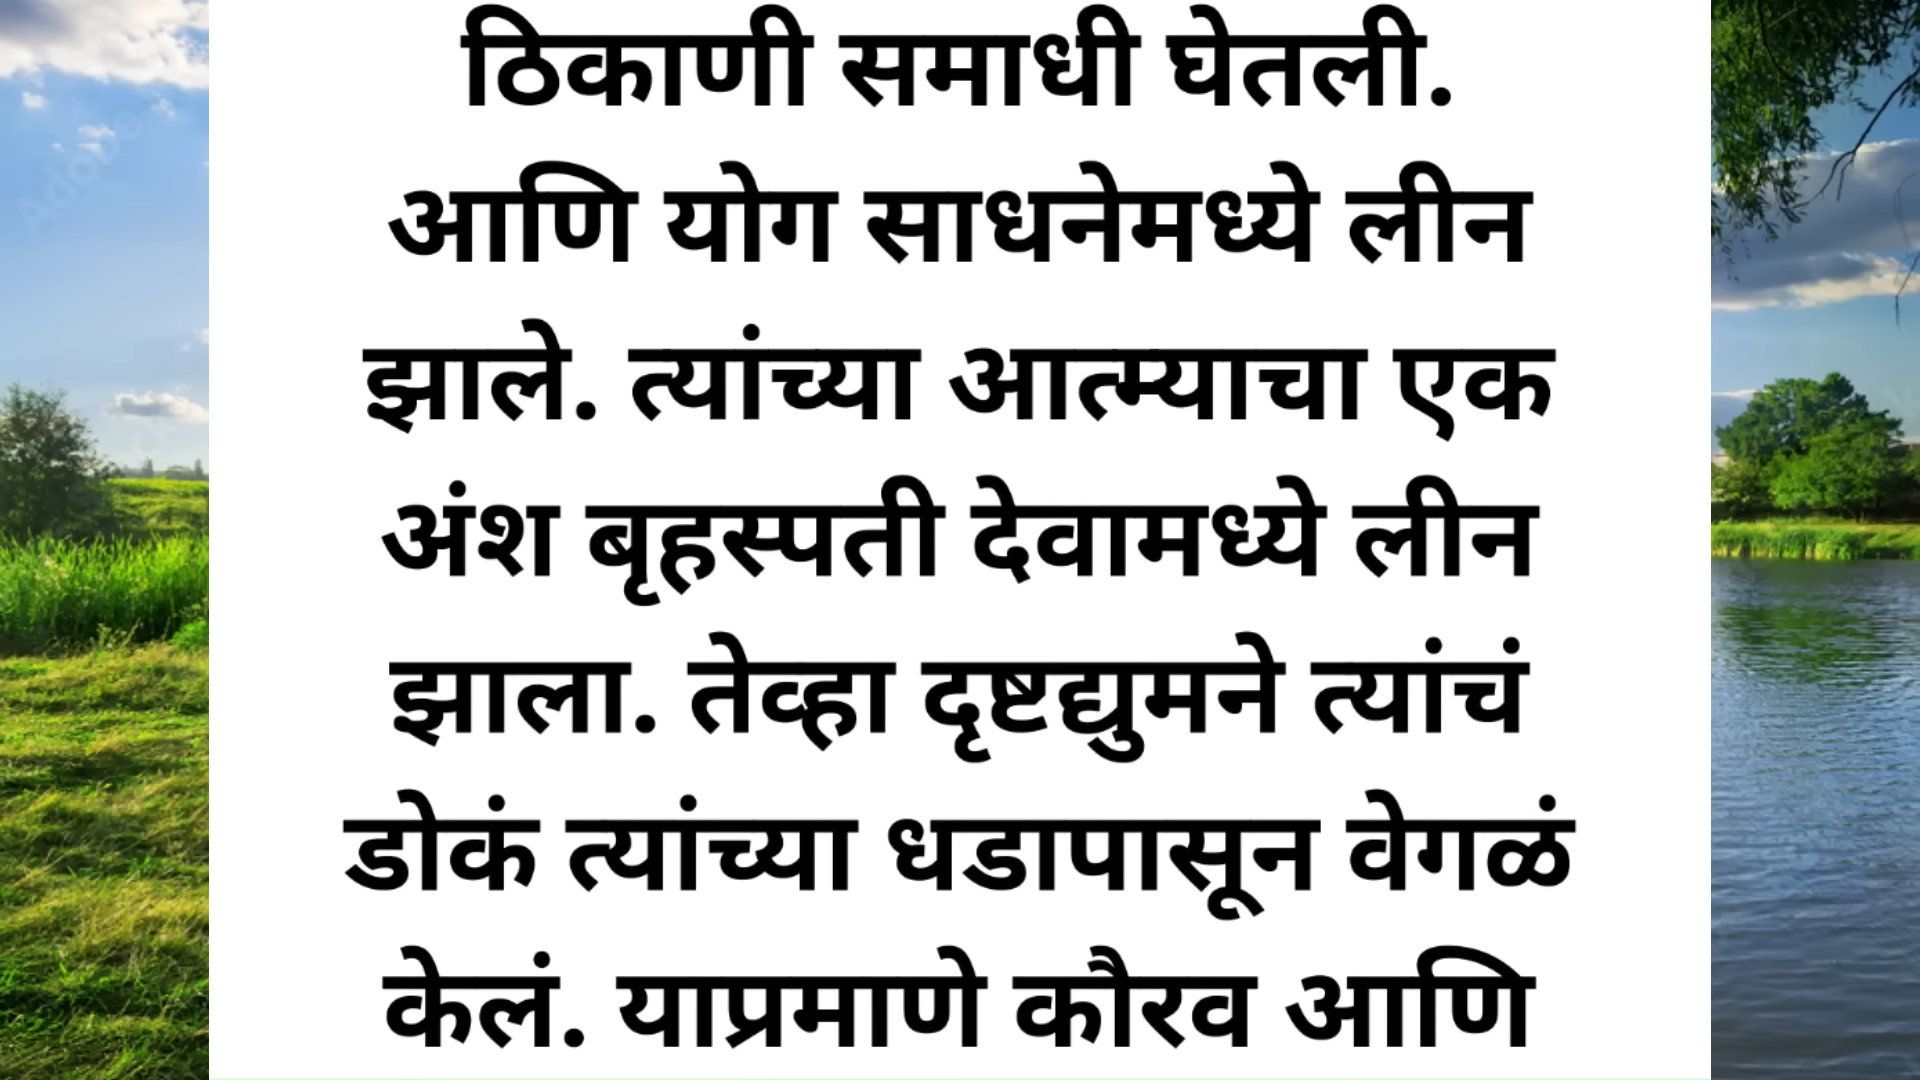 ठिकाणी समाधी घेतली.
आणि योग साधनेमध्ये लीन
झाले. त्यांच्या आत्म्याचा एक
अंश बृहस्पती देवामध्ये लीन
झाला. तेव्हा दृष्टद्युमने त्यांचं
डोकं त्यांच्या धडापासून वेगळं
केलं. याप्रमाणे कौरव आणि